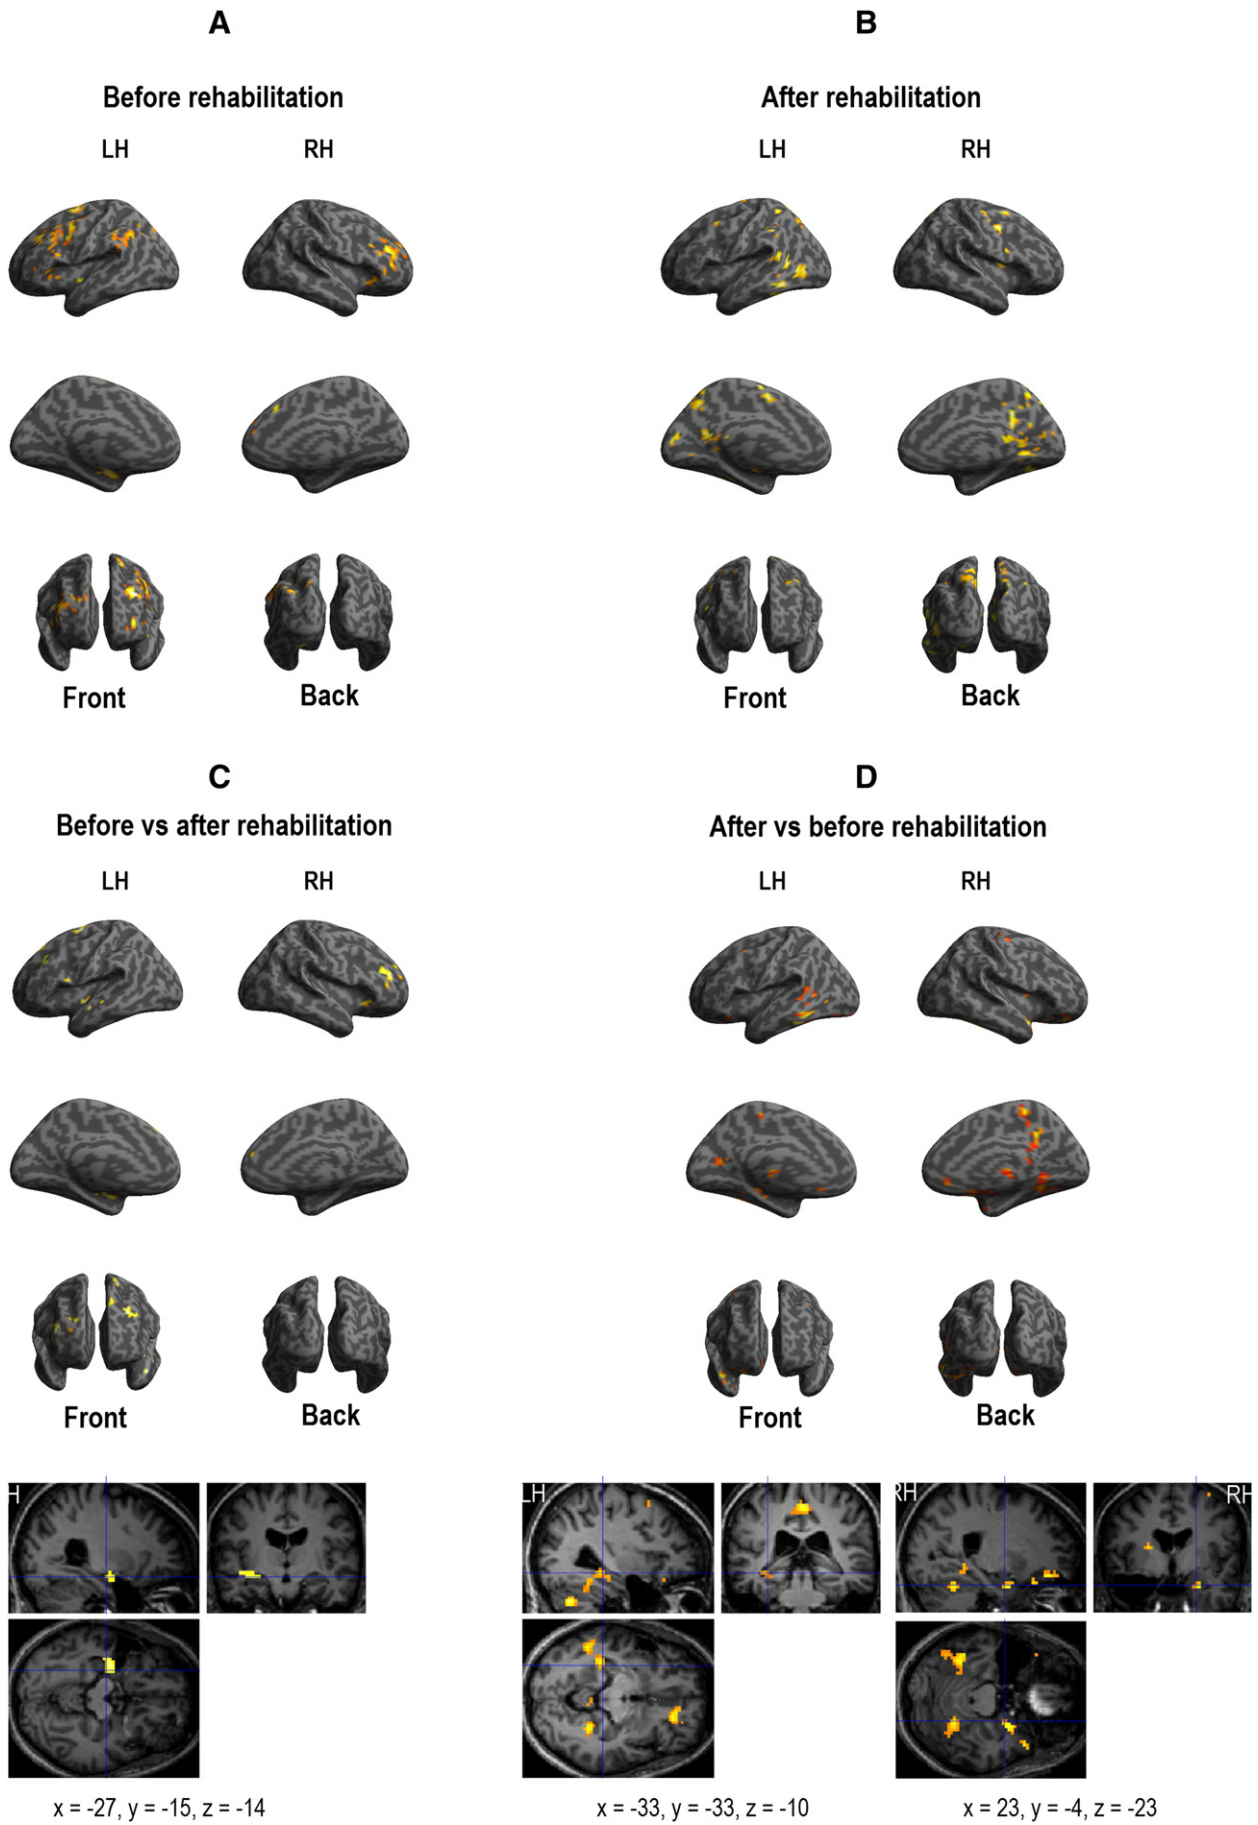 A
B
Before rehabilitation
After rehabilitation
LH
RH
LH
RH
Front
Back
Front
Back
C
D
Before vs after rehabilitation
After vs before rehabilitation
LH
RH
LH
RH
Front
Back
Front
Back
H
LH
RH
RH
x = -27, y = -15, z = -14
x = -33, y = -33, z = -10
x = 23, y = -4, z = -23